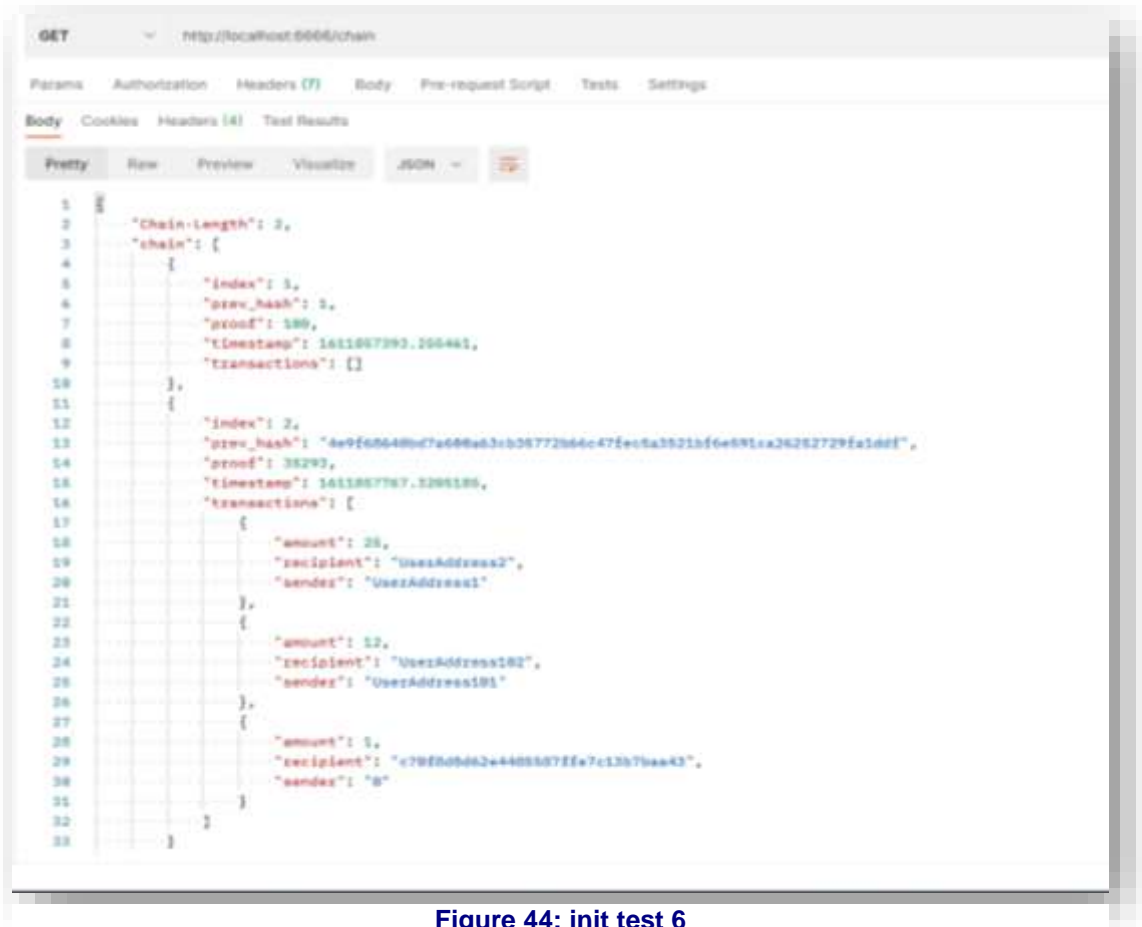 GET http://localhost:6666/chain
Params Authorization Headers (7) Body Pre-request Script Tests Settings
Body Cookies Headers (4) Test Results
Pretty Raw Preview Visualize JSON
1 {
2 "Chain-Length": 2,
3 "chain": [
4 {
5 "index": 1,
6 "prev_hash": 1,
7 "proof": 100,
8 "timestamp":
9 "transactions": []
10 },
11 {
12 "index": 2,
13 "prev_hash":
14 "proof": 35293,
15 "timestamp":
16 "transactions": [
17 {
18 "amount": 25,
19 "recipient": "UserAddress2",
20 "sender": "UserAddress1"
21 },
22 {
23 "amount": 12,
24 "recipient": "UserAddress102",
25 "sender": "UserAddress101"
26 },
27 {
28 "amount": 1,
29 "recipient":
30 "sender": "0"
31 }
32 ]
33 }
Figure 44: init test 6